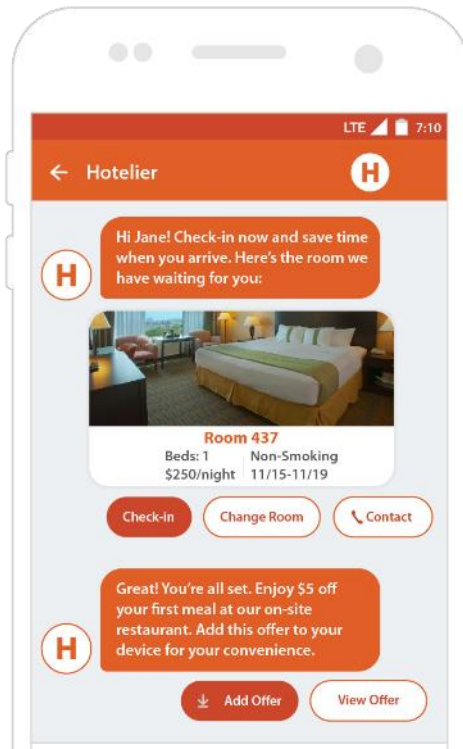 LTE 7:10
Hotelier
H
Hi Jane! Check-in now and save time
when you arrive. Here's the room we
have waiting for you:
H
Room 437
Beds: 1 Non-Smoking
$250/night 11/15-11/19
Check-in Change Room Contact
Great! You're all set. Enjoy $5 off
your first meal at our on-site
restaurant. Add this offer to your
device for your convenience.
H
Add Offer View Offer